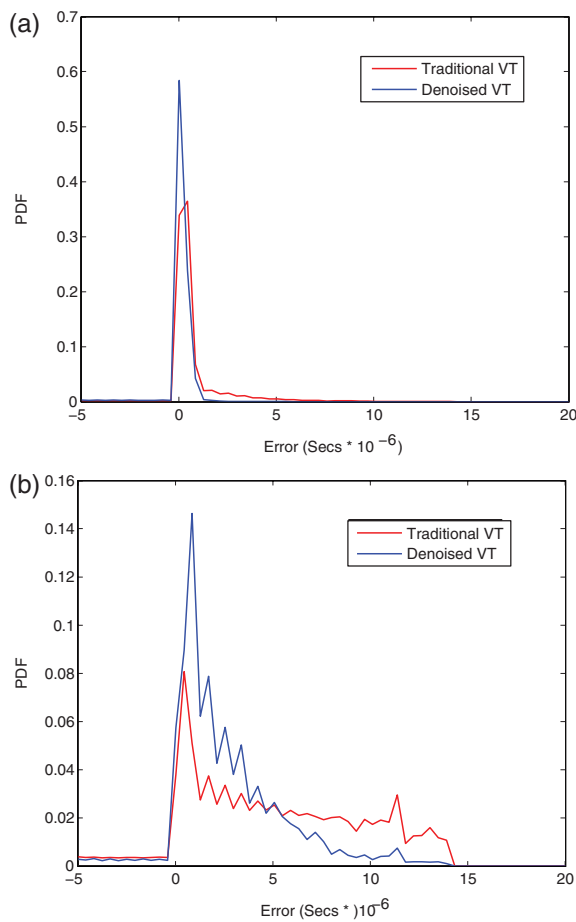 (a)
0.7
0.6
0.5
0.4
0.3
0.2
0.1
0
PDF
Traditional VT
Denoised VT
−5 0 5 10 15 20
Error (Secs * 10 −6)
(b)
0.16
0.14
0.12
0.1
0.08
0.06
0.04
0.02
0
PDF
Traditional VT
Denoised VT
−5 0 5 10 15 20
Error (Secs * )10−6